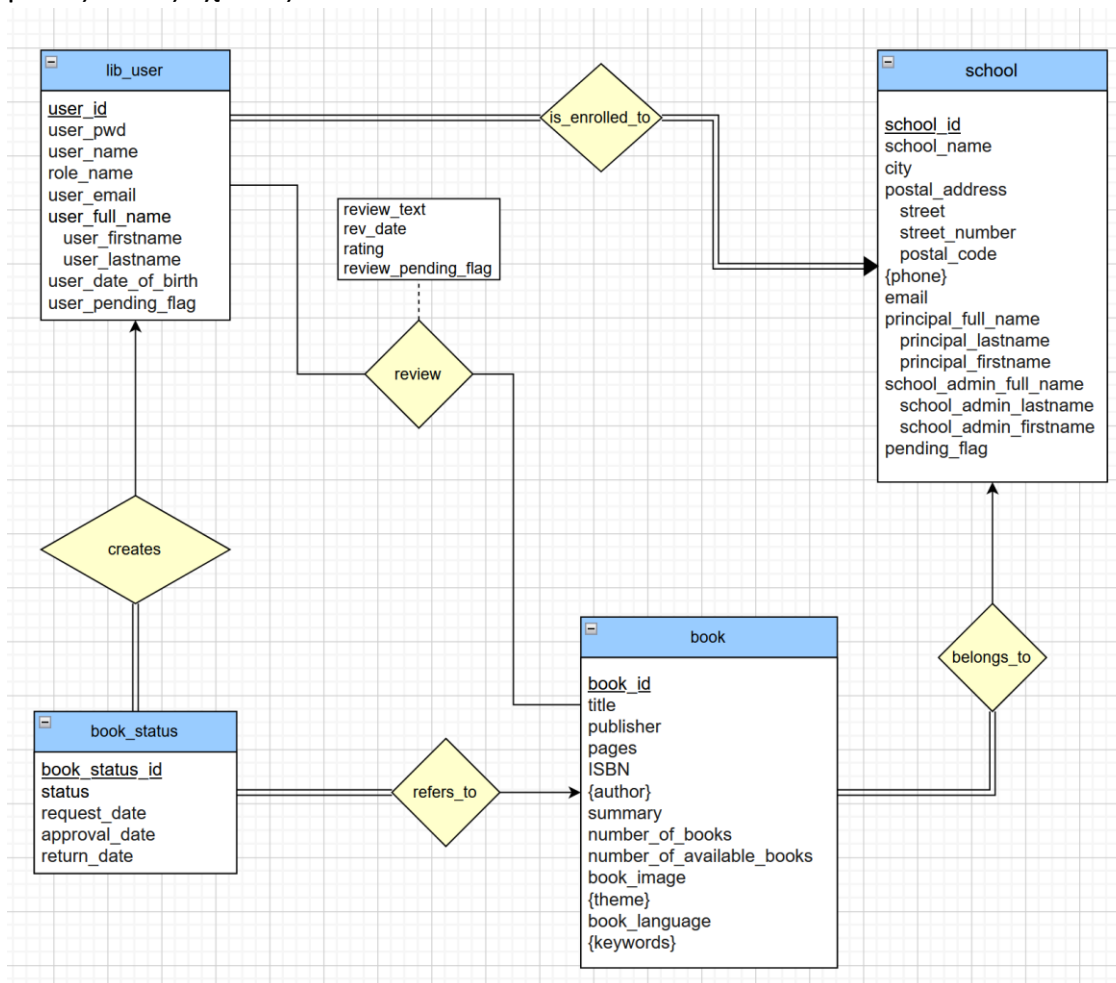 lib_user
user_id
user_pwd
user_name
role_name
user_email
user_full_name
user_firstname
user_lastname
user_date_of_birth
user_pending_flag
is_enrolled_to
school
school_id
school_name
city
postal_address
street
street_number
postal_code
{phone}
email
principal_full_name
principal_lastname
principal_firstname
school_admin_full_name
school_admin_lastname
school_admin_firstname
pending_flag
review_text
rev_date
rating
review_pending_flag
review
creates
book_status
book_status_id
status
request_date
approval_date
return_date
refers_to
book
book_id
title
publisher
pages
ISBN
{author}
summary
number_of_books
number_of_available_books
book_image
{theme}
book_language
{keywords}
belongs_to